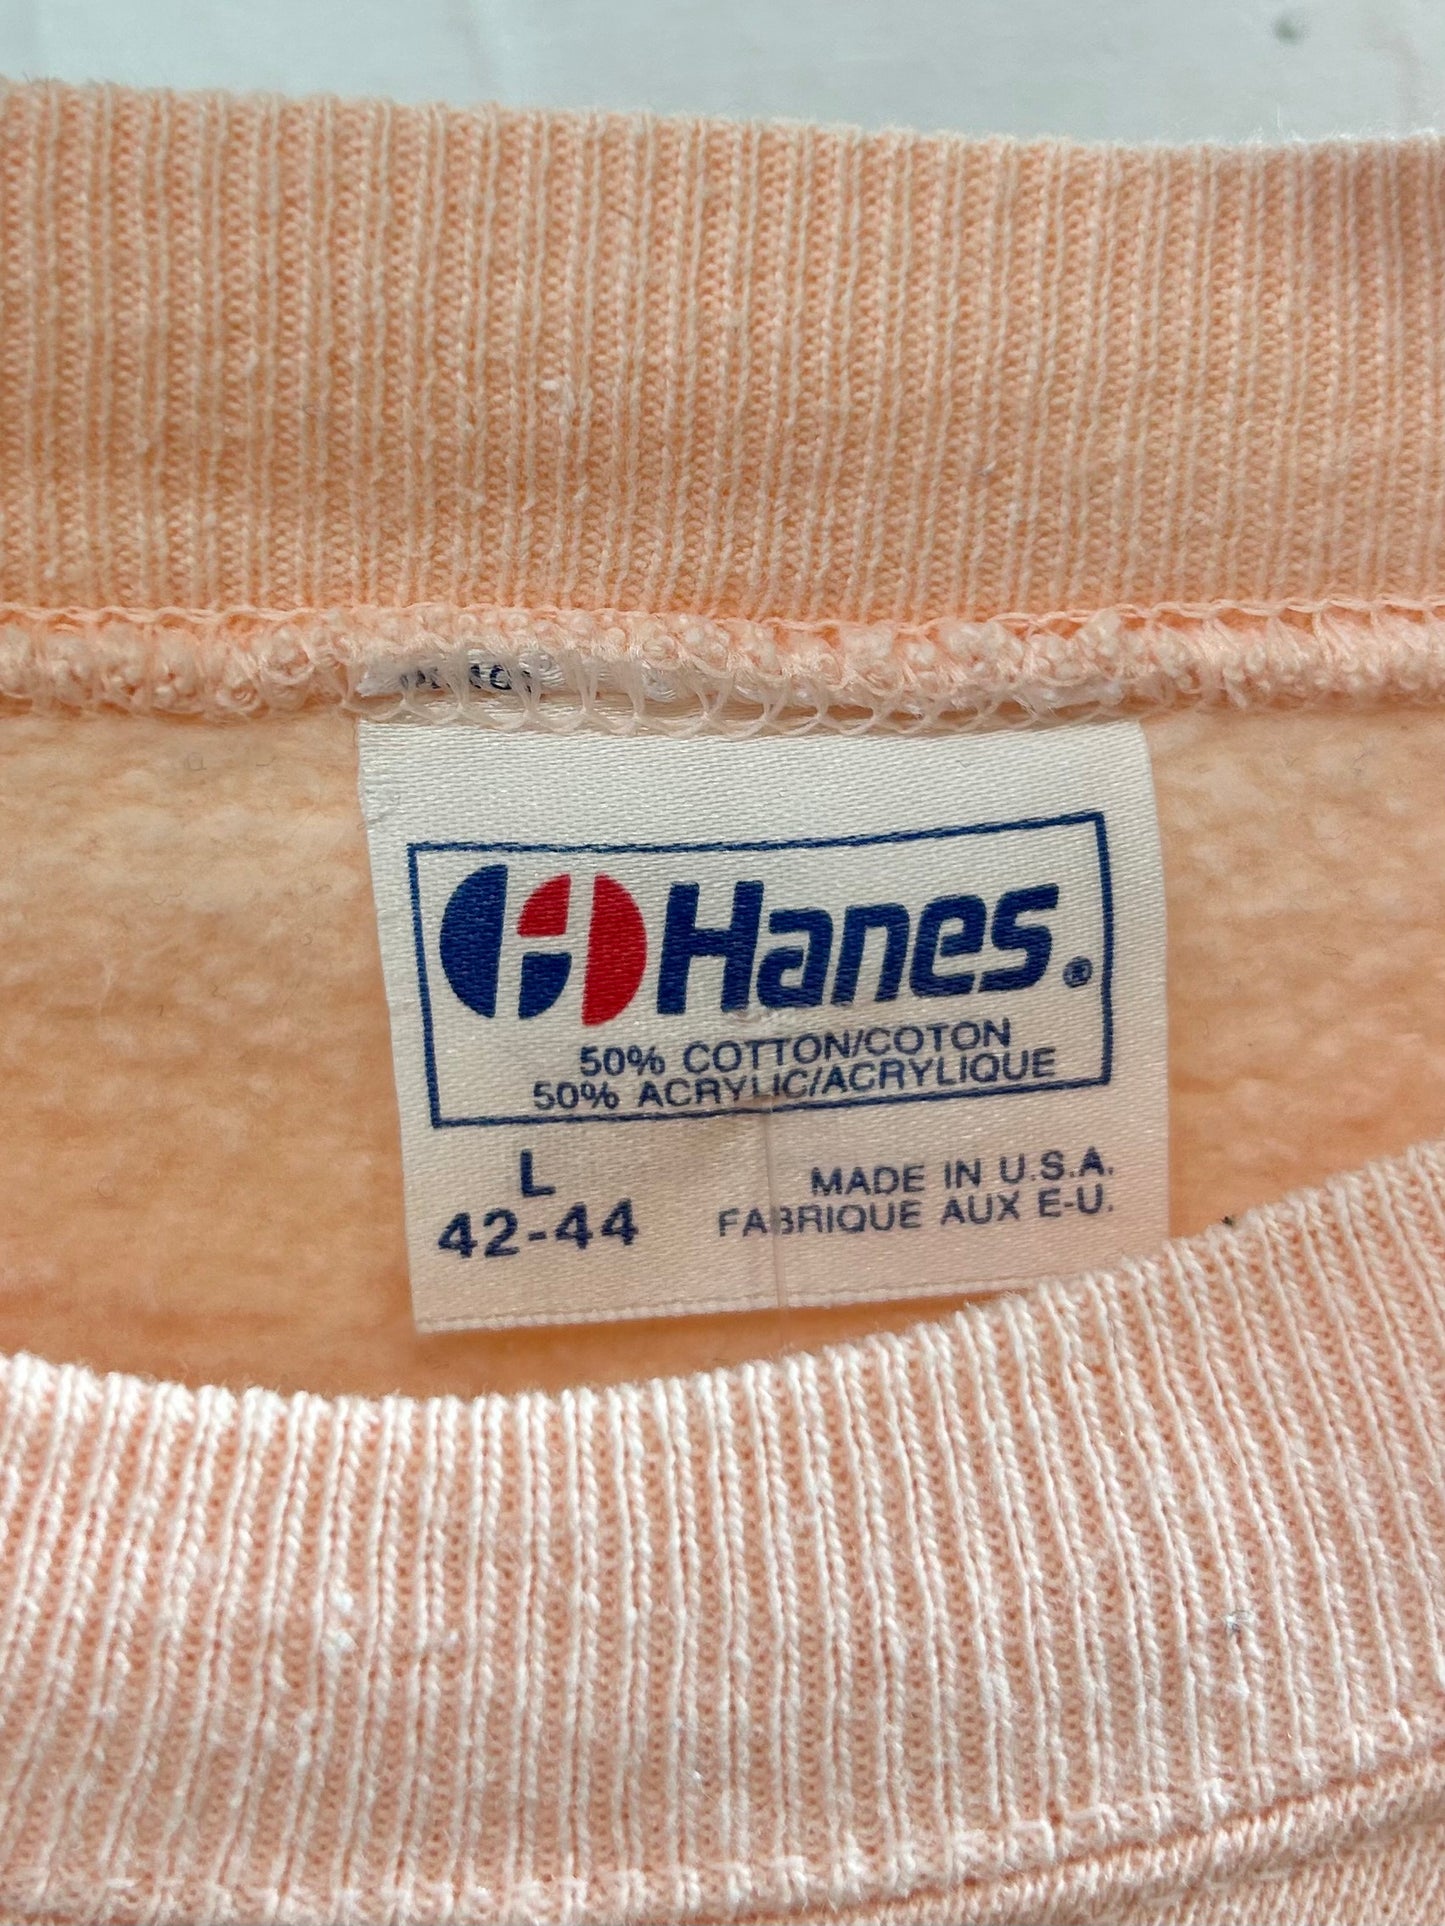 Hanes®
50% COTTON/COTON
50% ACRYLIC/ACRYLIQUE
L
42-44
MADE IN U.S.A.
FABRIQUE AUX E-U.